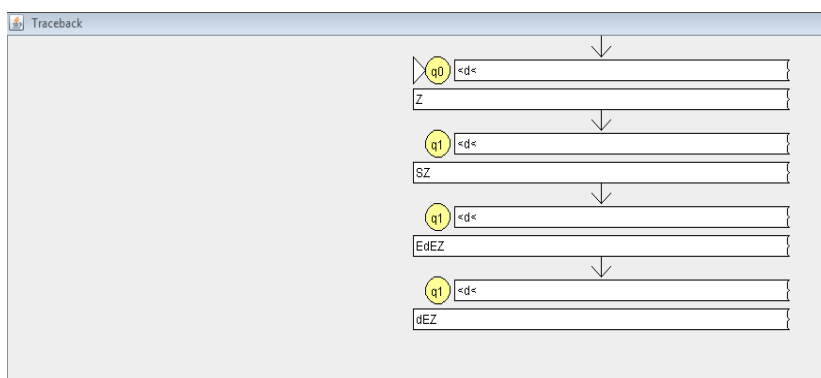 Traceback
q0 <d<
Z
q1 <d<
SZ
q1 <d<
EdEZ
q1 <d<
dEZ